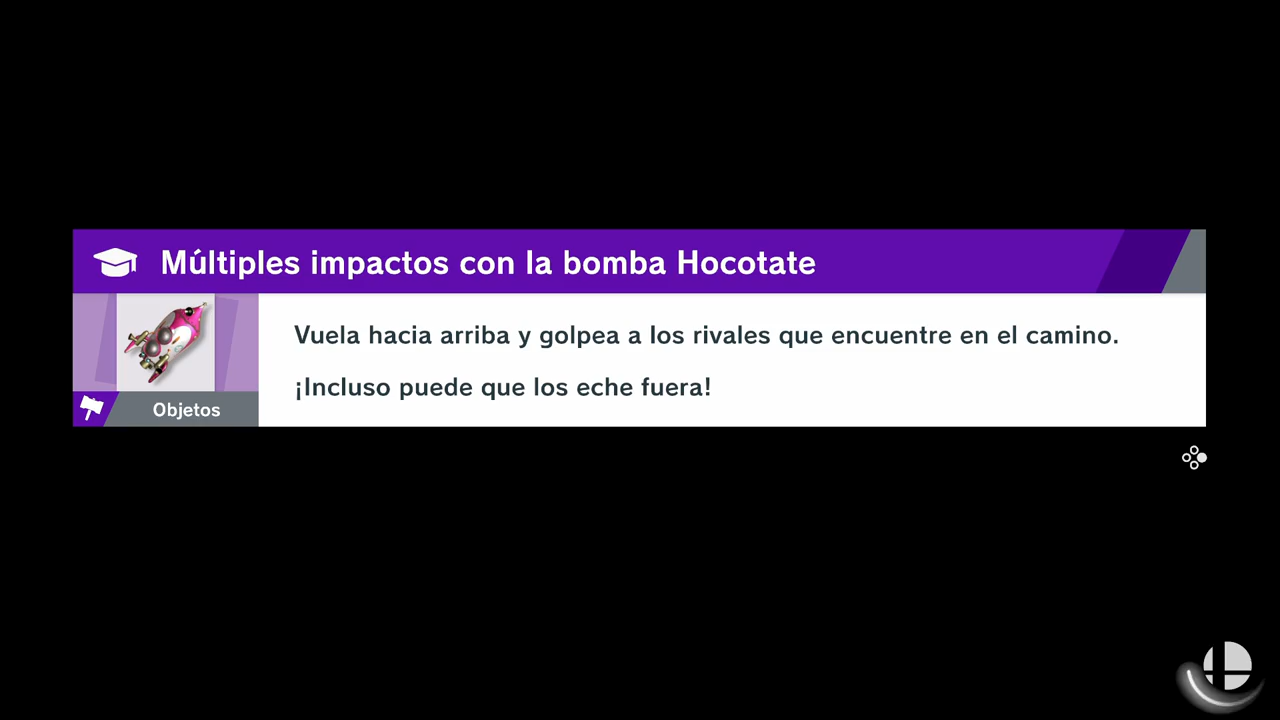 Múltiples impactos con la bomba Hocotate
Vuela hacia arriba y golpea a los rivales que encuentre en el camino.
¡Incluso puede que los eche fuera!
Objetos